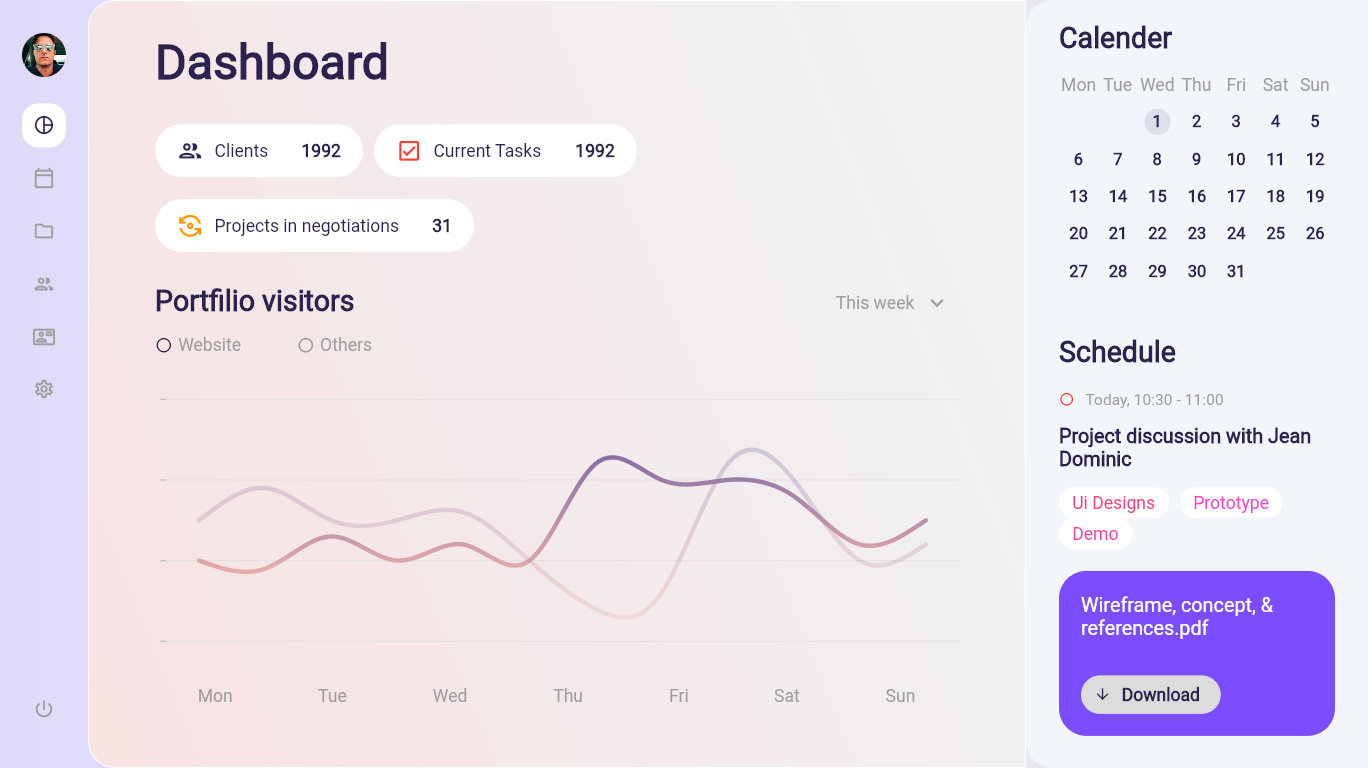 Dashboard
Clients 1992
Current Tasks 1992
Projects in negotiations 31
Portfilio visitors
This week
Website Others
Mon Tue Wed Thu Fri Sat Sun
Calender
Mon Tue Wed Thu Fri Sat Sun
1 2 3 4 5
6 7 8 9 10 11 12
13 14 15 16 17 18 19
20 21 22 23 24 25 26
27 28 29 30 31
Schedule
Today, 10:30 - 11:00
Project discussion with Jean
Dominic
Ui Designs Prototype
Demo
Wireframe, concept, &
references.pdf
Download